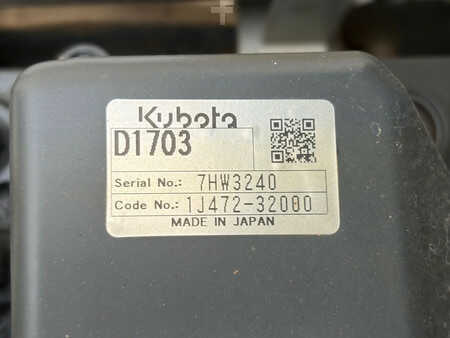 Kubota
D1703
Serial No.: 7HW3240
Code No.: 1J472-32000
MADE IN JAPAN